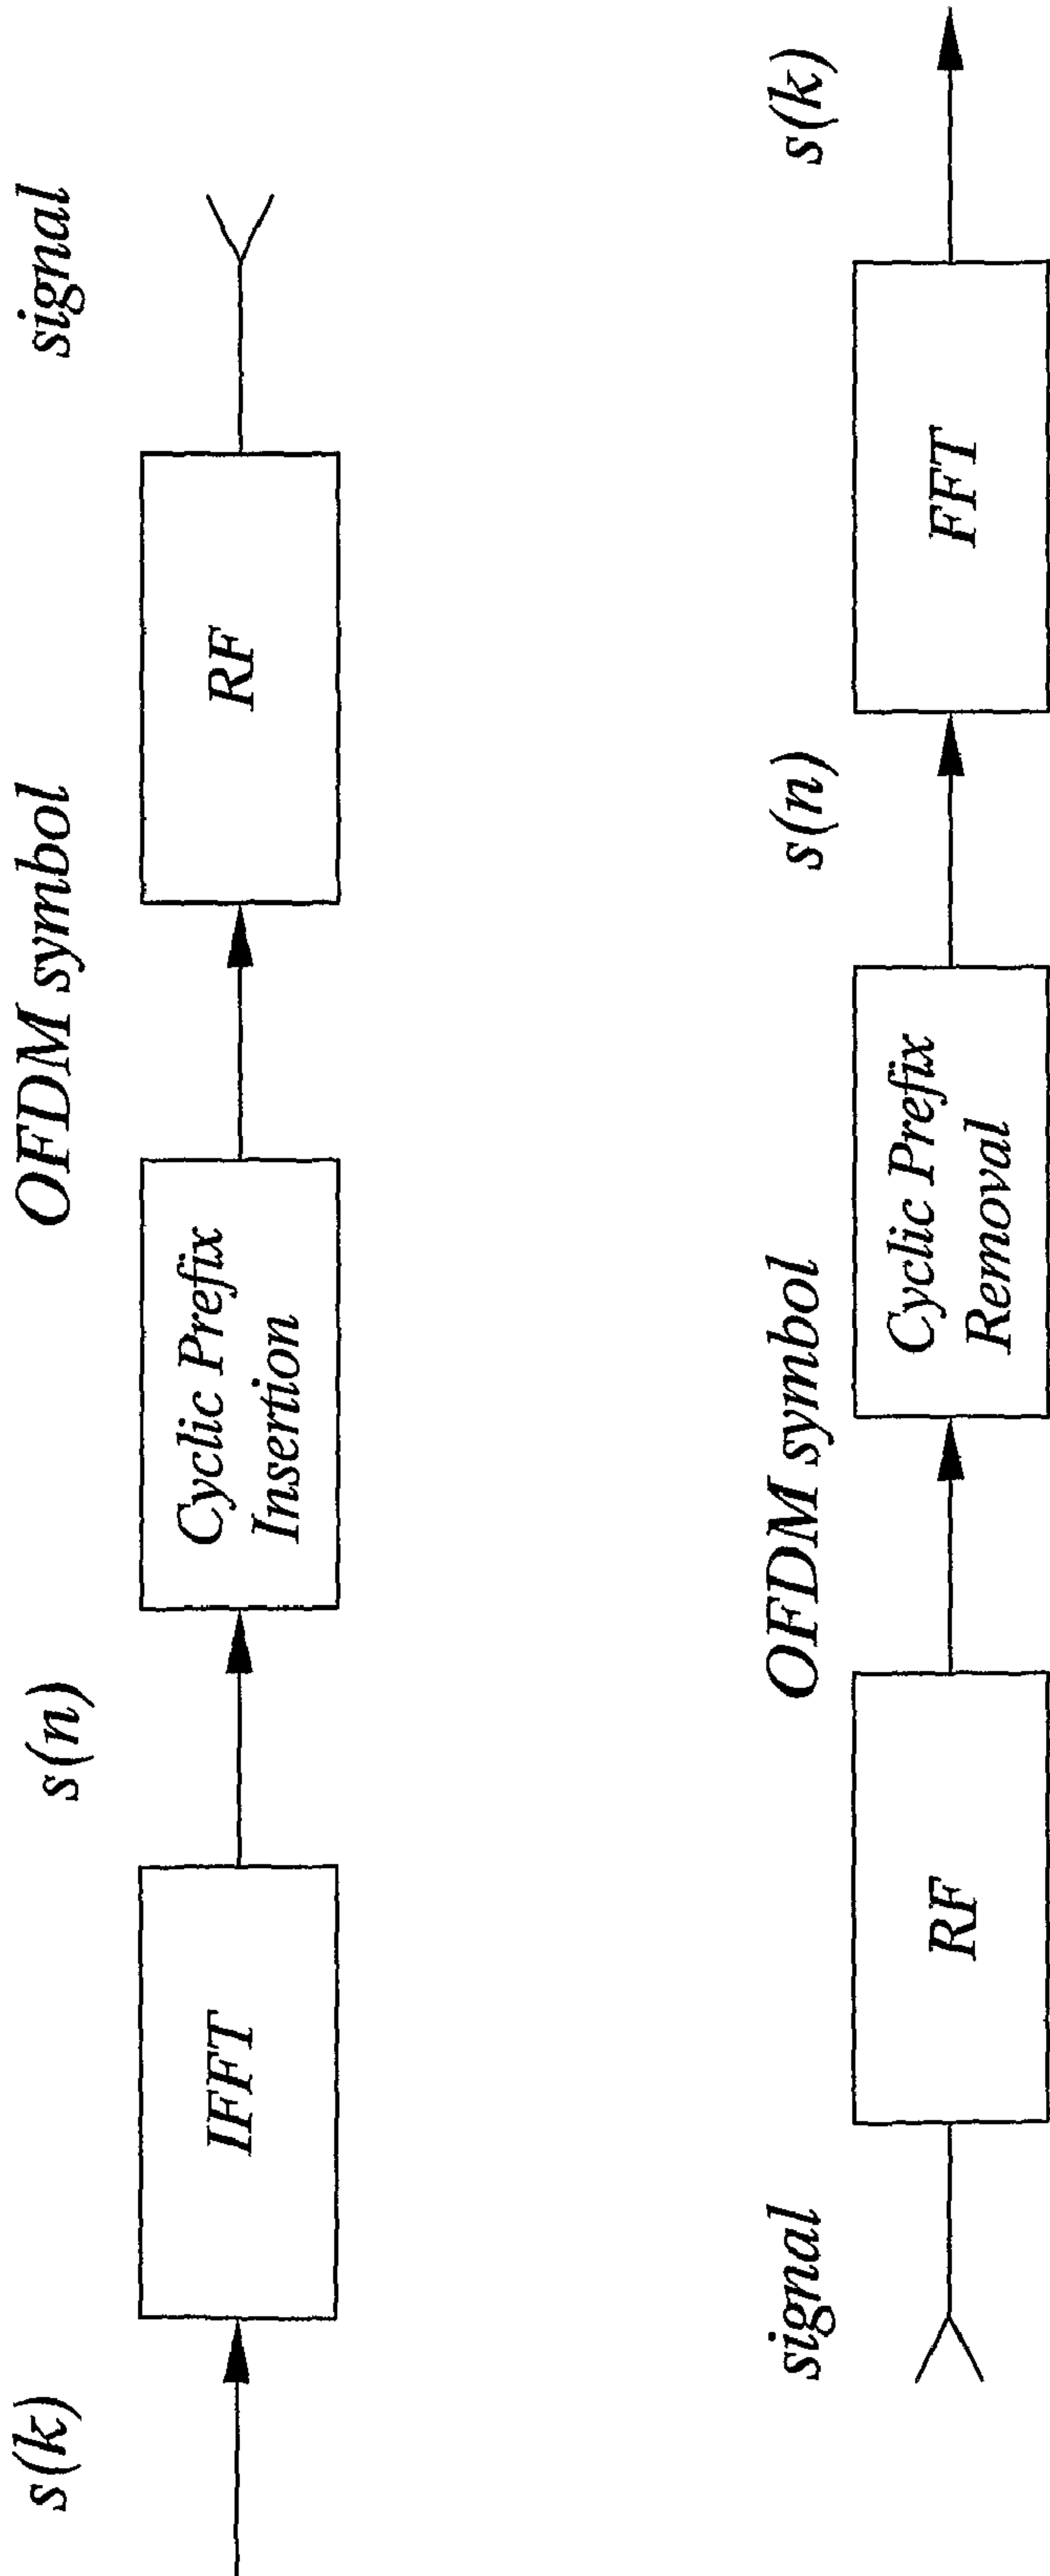 s(k)
IFFT
s(n)
Cyclic Prefix
Insertion
OFDM symbol
RF
signal
signal
RF
OFDM symbol
Cyclic Prefix
Removal
s(n)
FFT
s(k)